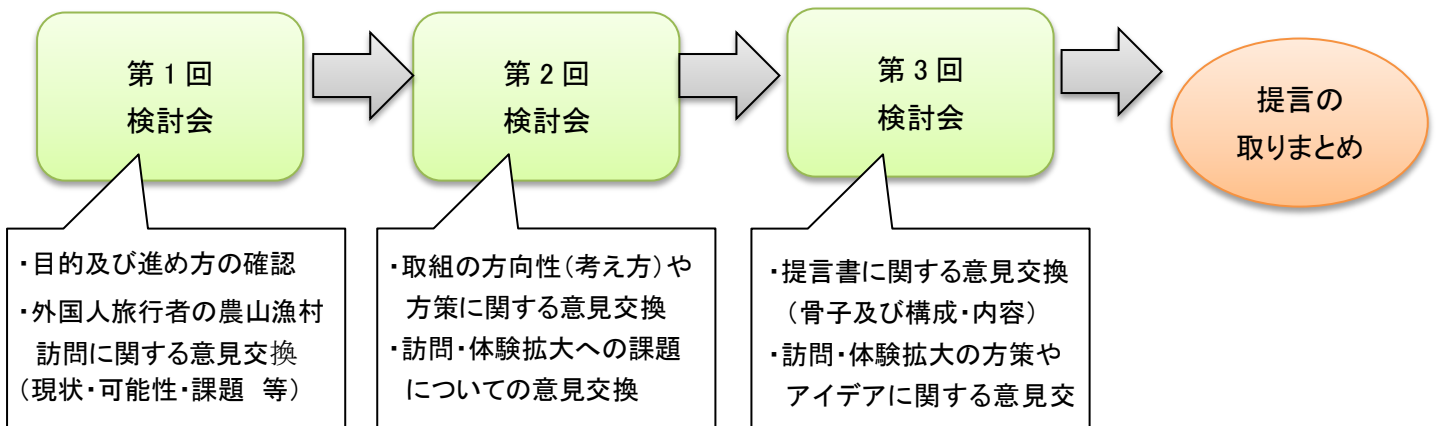 第1回
検討会
第2回
検討会
第3回
検討会
提言の
取りまとめ
・目的及び進め方の確認
・外国人旅行者の農山漁村
訪問に関する意見交換
(現状・可能性・課題 等)
・取組の方向性(考え方)や
方策に関する意見交換
・訪問・体験拡大への課題
についての意見交換
・提言書に関する意見交換
(骨子及び構成・内容)
・訪問・体験拡大の方策や
アイデアに関する意見交